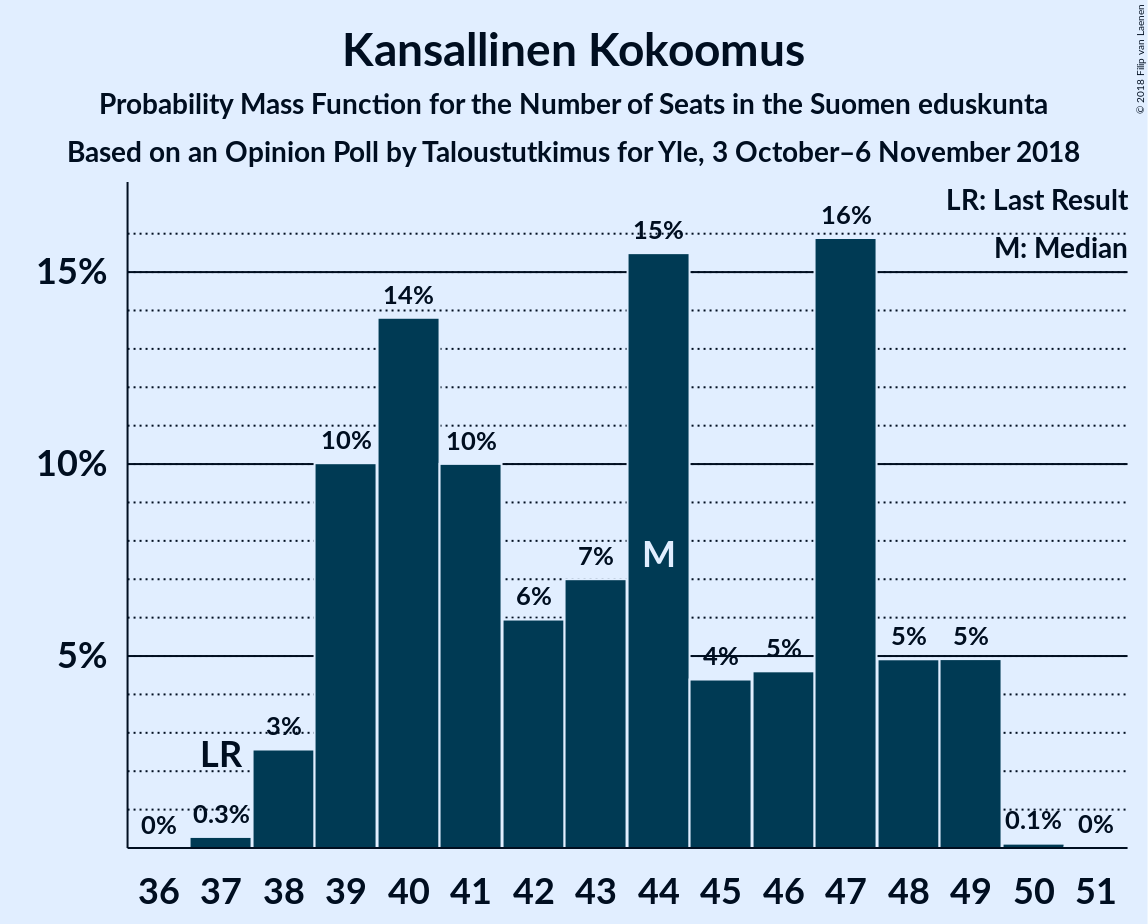 Kansallinen Kokoomus
Probability Mass Function for the Number of Seats in the Suomen eduskunta
Based on an Opinion Poll by Taloustutkimus for Yle, 3 October–6 November 2018
© 2018 Filip van Laenen
LR: Last Result
M: Median
15%
10%
5%
0%
0.3%
3%
10%
14%
10%
6%
7%
15%
4%
5%
16%
5%
5%
0.1%
0%
LR
M
36 37 38 39 40 41 42 43 44 45 46 47 48 49 50 51